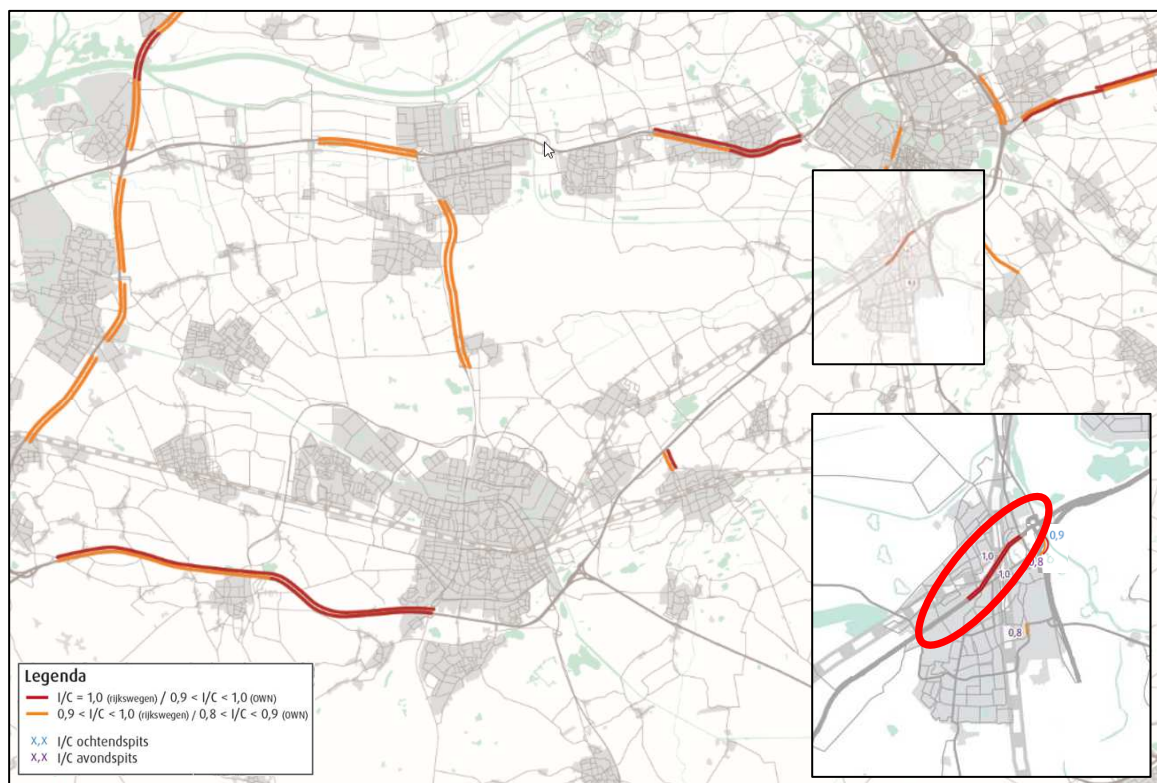 0,9
1,0
1,0
0,8
0,8
Legenda
I/C = 1,0 (rijkswegen) / 0,9 < I/C < 1,0 (OWN)
0,9 < I/C < 1,0 (rijkswegen) / 0,8 < I/C < 0,9 (OWN)
x,x I/C ochtendspits
x,x I/C avondspits